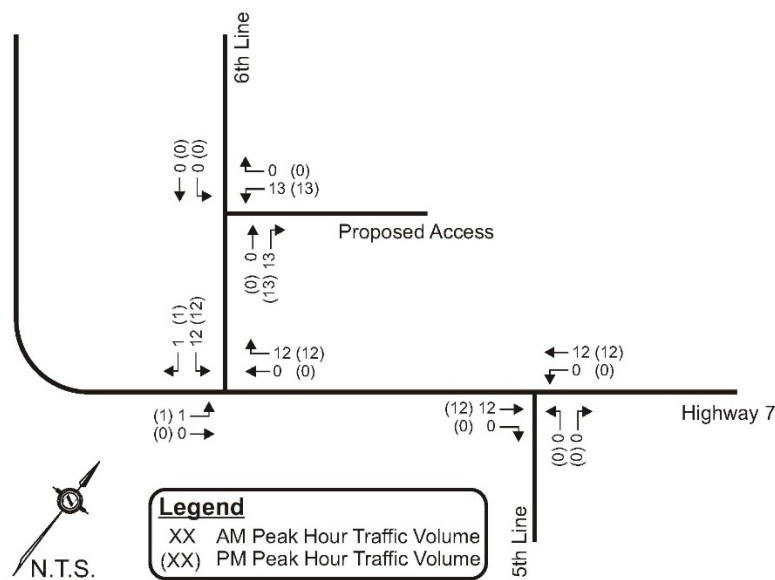 6th Line
0 (0)
0 (0)
0 (0)
13 (13)
Proposed Access
(0) 0
(13) 13
1 (1)
12 (12)
12 (12)
0 (0)
12 (12)
0 (0)
Highway 7
(1) 1
(0) 0
(12) 12
(0) 0
(0) 0
(0) 0
5th Line
N.T.S.
Legend
XX AM Peak Hour Traffic Volume
(XX) PM Peak Hour Traffic Volume